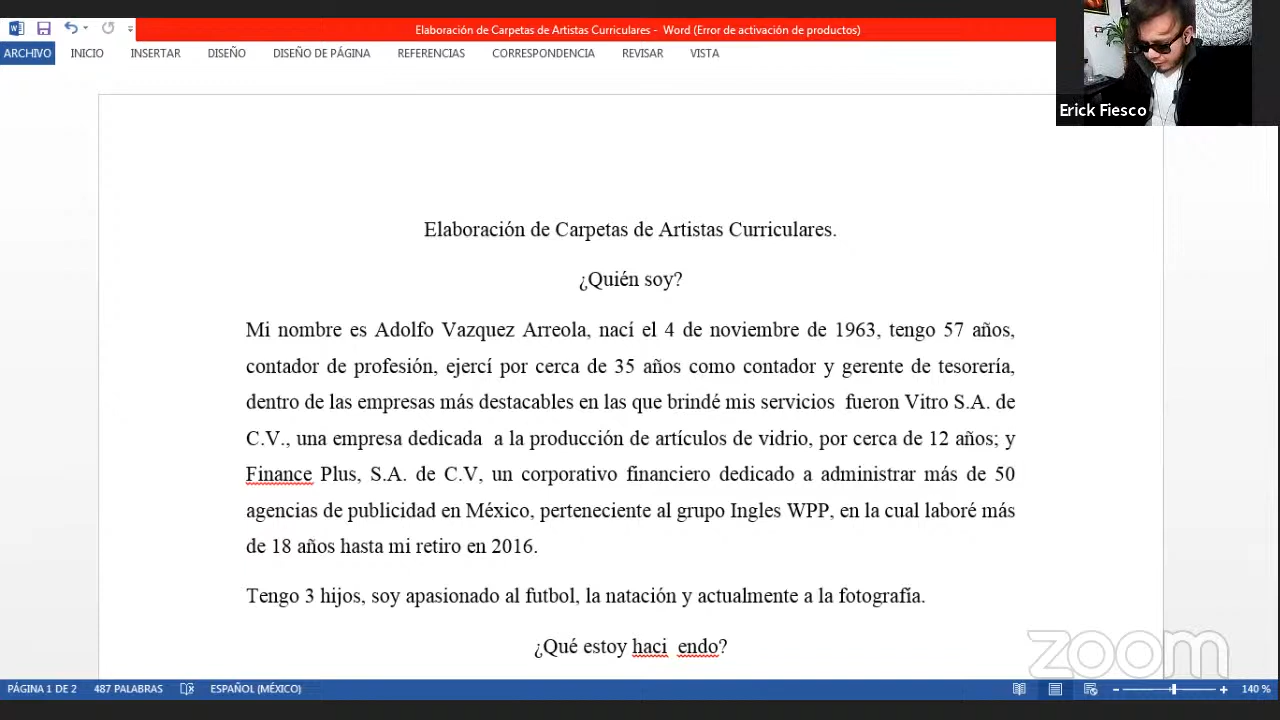 Elaboración de Carpetas de Artistas Curriculares - Word (Error de activación de productos)
ARCHIVO INICIO INSERTAR DISEÑO DISEÑO DE PÁGINA REFERENCIAS CORRESPONDENCIA REVISAR VISTA
Erick Fiesco
Elaboración de Carpetas de Artistas Curriculares.
¿Quién soy?
Mi nombre es Adolfo Vazquez Arreola, nací el 4 de noviembre de 1963, tengo 57 años,
contador de profesión, ejercí por cerca de 35 años como contador y gerente de tesorería,
dentro de las empresas más destacables en las que brindé mis servicios fueron Vitro S.A. de
C.V., una empresa dedicada a la producción de artículos de vidrio, por cerca de 12 años; y
Finance Plus, S.A. de C.V, un corporativo financiero dedicado a administrar más de 50
agencias de publicidad en México, perteneciente al grupo Ingles WPP, en la cual laboré más
de 18 años hasta mi retiro en 2016.
Tengo 3 hijos, soy apasionado al futbol, la natación y actualmente a la fotografía.
¿Qué estoy haci endo?
zoom
PÁGINA 1 DE 2 487 PALABRAS ESPAÑOL (MÉXICO) 140 %